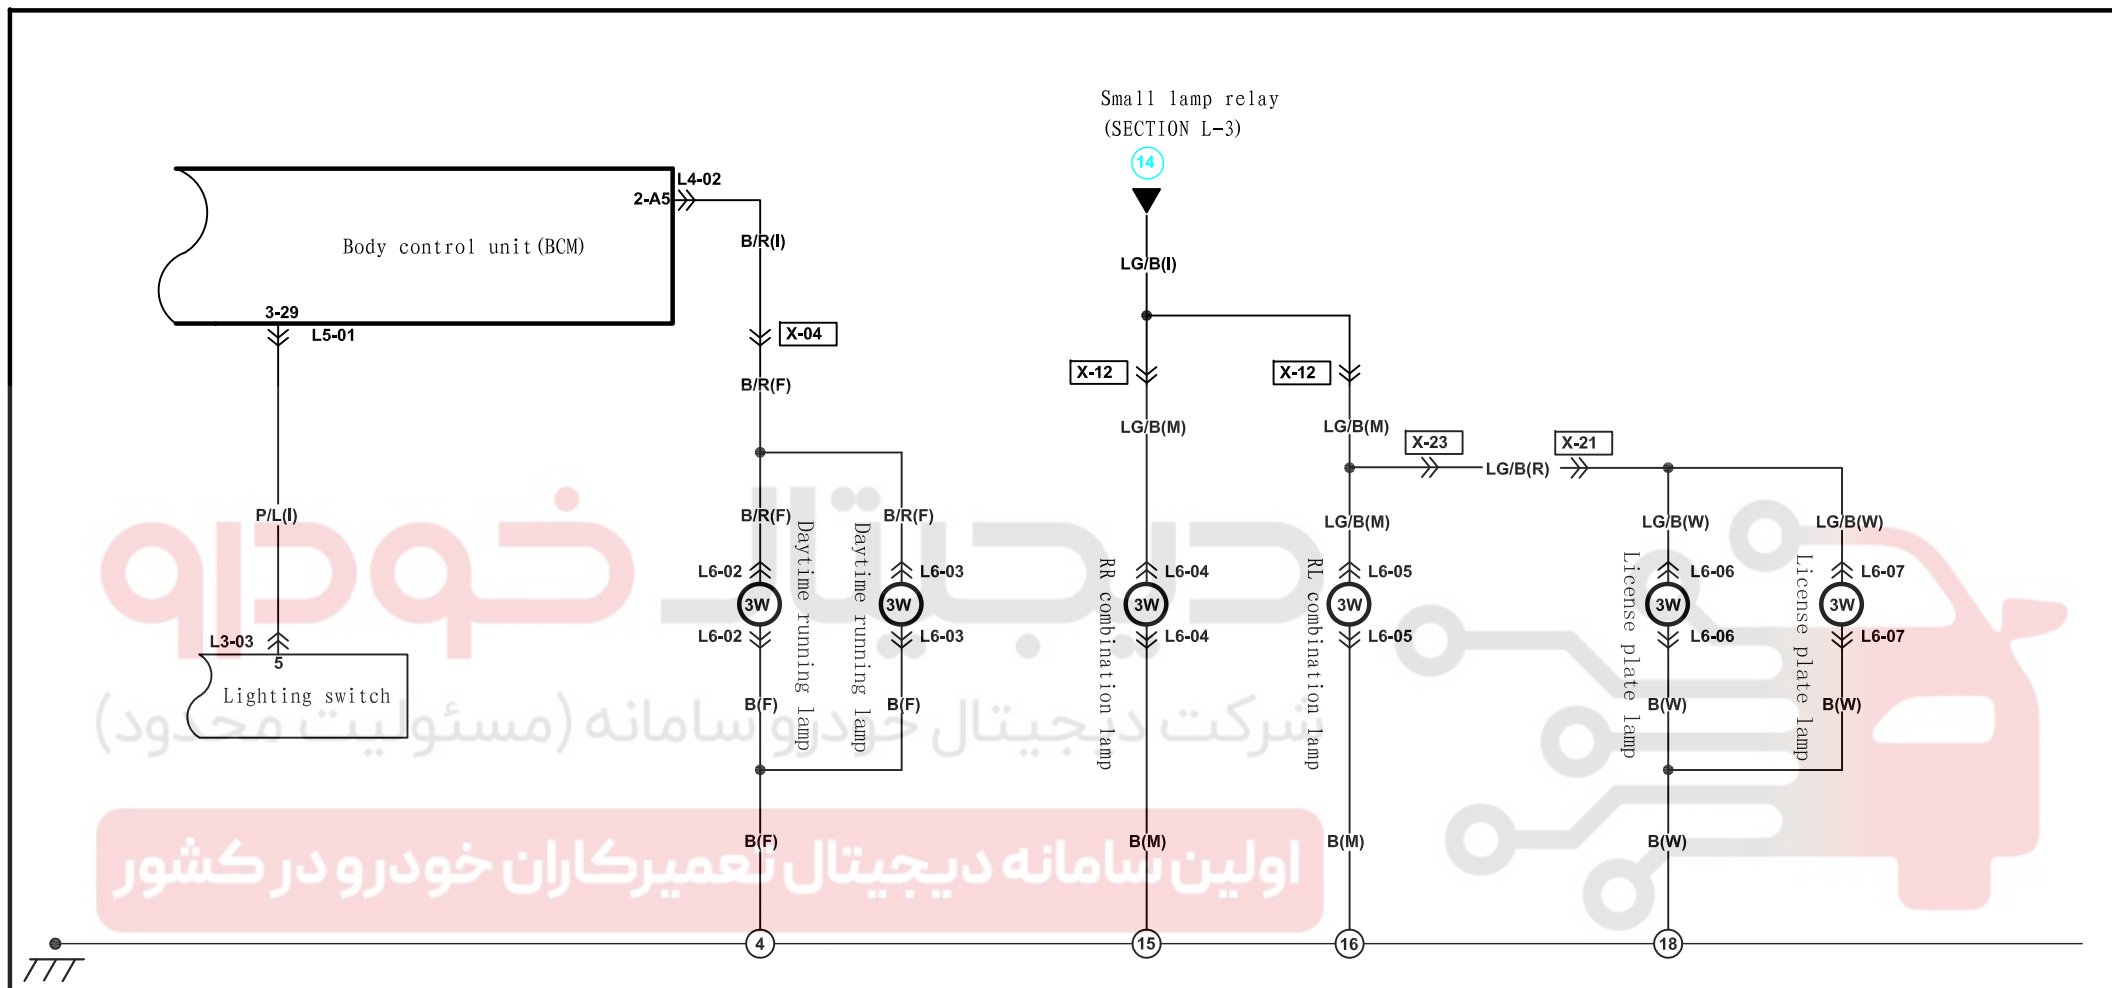 Small lamp relay
(SECTION L-3)
14
L4-02
2-A5
Body control unit(BCM)
B/R(I)
LG/B(I)
3-29
L5-01
X-04
X-12
X-12
B/R(F)
LG/B(M)
LG/B(M)
X-23
X-21
LG/B(R)
P/L(I)
B/R(F)
B/R(F)
LG/B(M)
LG/B(W)
LG/B(W)
دیجیتال خودرو
Daytime running lamp
Daytime running lamp
RR combination lamp
RL combination lamp
License plate lamp
License plate lamp
L6-02
L6-03
L6-04
L6-05
L6-06
L6-07
3W
3W
3W
3W
3W
3W
L6-02
L6-03
L6-04
L6-05
L6-06
L6-07
L3-03
5
Lighting switch
B(F)
B(F)
B(W)
B(W)
شرکت دیجیتال خودرو سامانه (مسئولیت محدود)
B(F)
B(M)
B(M)
B(W)
اولین سامانه دیجیتال تعمیرکاران خودرو در کشور
4
15
16
18